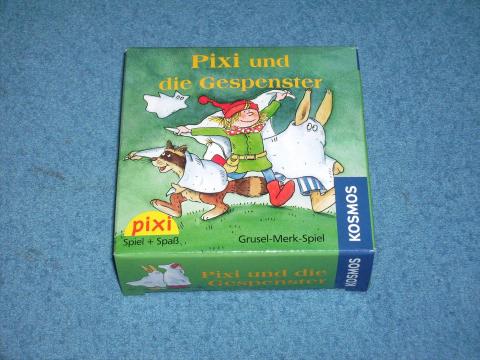 Pixi und
die Gespenster
pixi
Spiel + Spaß
Grusel-Merk-Spiel
KOSMOS
Pixi und die
Gespenster
KOSMOS